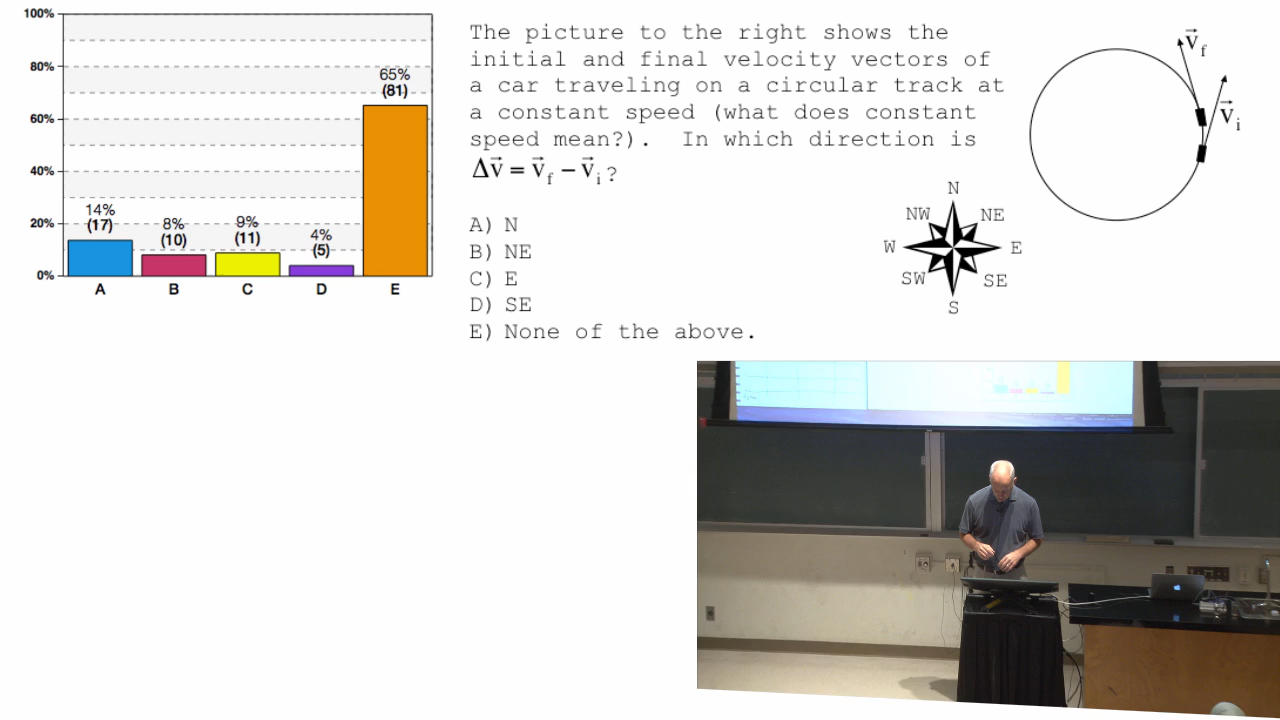 100%
80%
60%
40%
20%
0%
14%
(17)
8%
(10)
9%
(11)
4%
(5)
65%
(81)
A B C D E
The picture to the right shows the
initial and final velocity vectors of
a car traveling on a circular track at
a constant speed (what does constant
speed mean?). In which direction is
Δv⃗ = v⃗f − v⃗i ?
A) N
B) NE
C) E
D) SE
E) None of the above.
v⃗f
v⃗i
N
NW NE
W E
SW SE
S